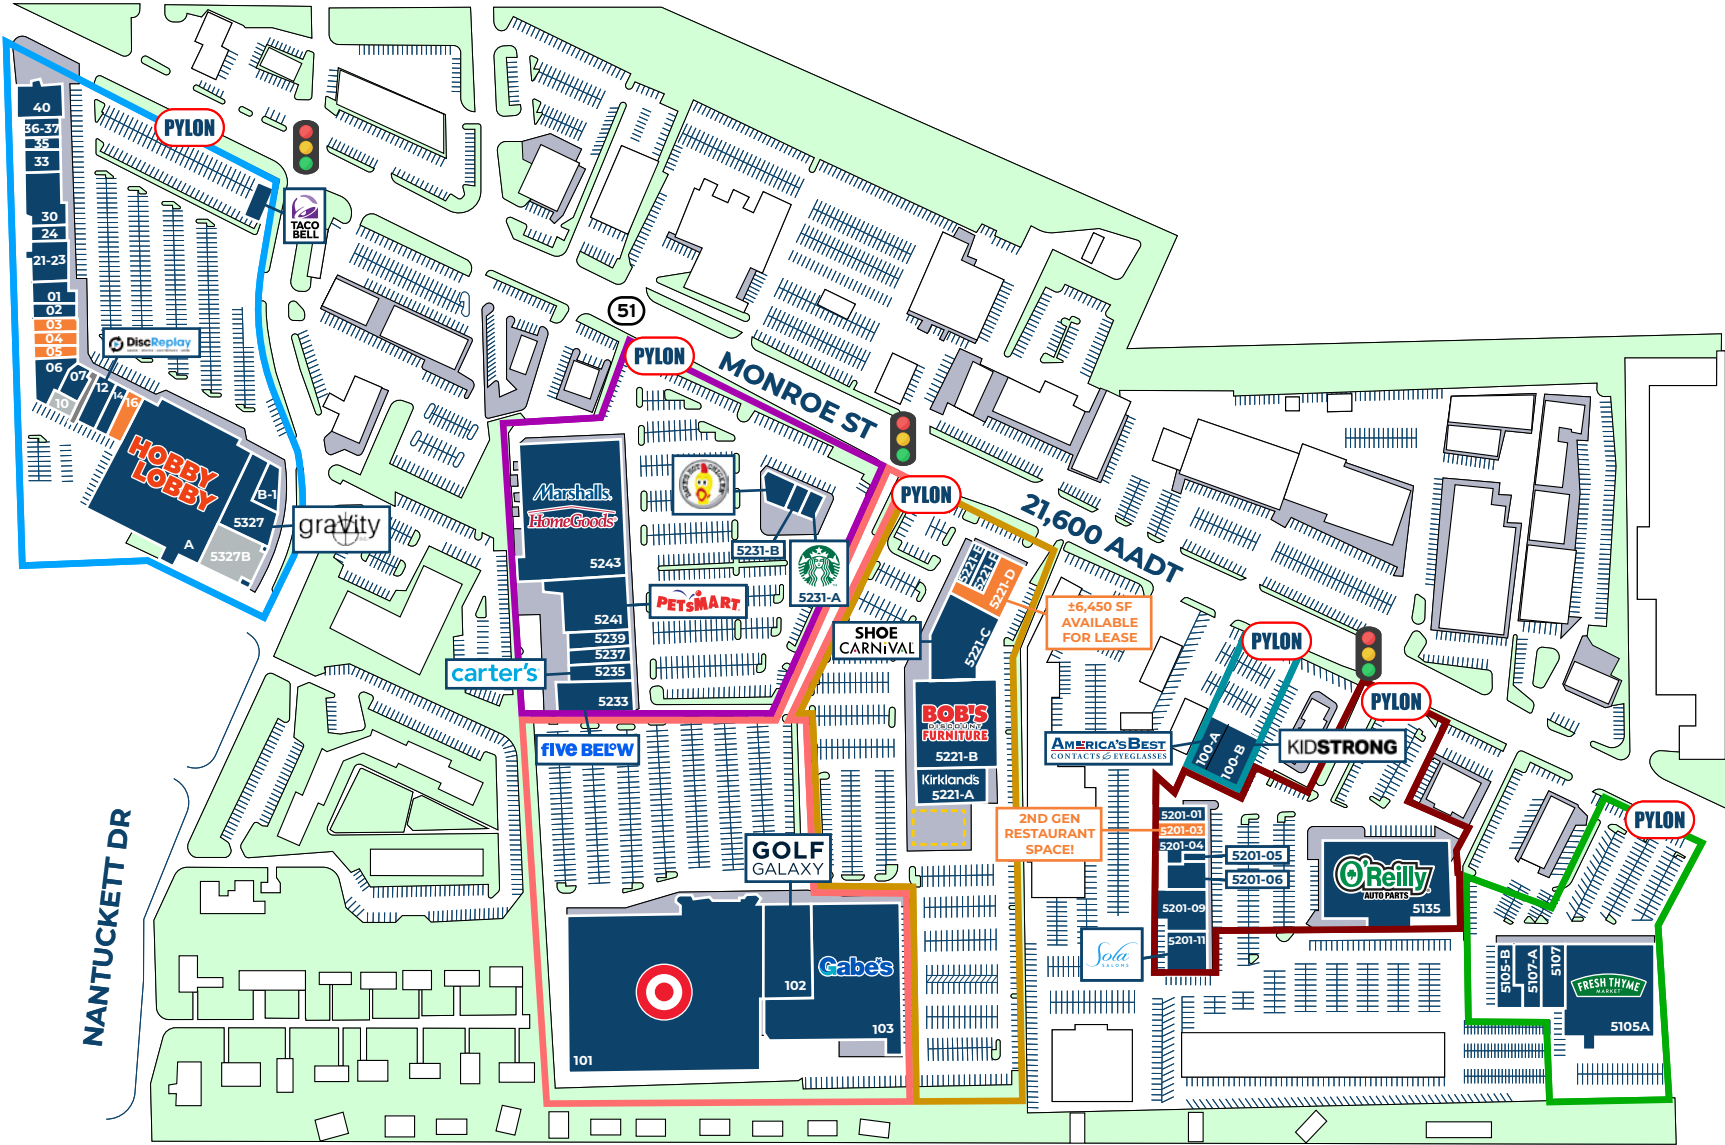 40
36-37
35
33
30
24
21-23
01
02
03
04
05
06
07
10
12
14
16
PYLON
TACO
BELL
DiscReplay
HOBBY
LOBBY
A
B-1
5327
5327B
gravity
51
PYLON
MONROE ST
21,600 AADT
Marshalls.
HomeGoods
5243
5241
5239
5237
5235
5233
PETSMART
carter's
five BELOW
5231-B
5231-A
PYLON
5221-E
5221-F
5221-D
5221-C
±6,450 SF
AVAILABLE
FOR LEASE
SHOE
CARNiVAL
BOB'S
DISCOUNT
FURNITURE
5221-B
Kirkland's
5221-A
2ND GEN
RESTAURANT
SPACE!
GOLF
GALAXY
101
102
Gabe's
103
NANTUCKETT DR
PYLON
AMERICA'S BEST
CONTACTS & EYEGLASSES
100-A
100-B
KIDSTRONG
PYLON
5201-01
5201-03
5201-04
5201-05
5201-06
5201-09
5201-11
Sola
SALONS
O'Reilly
AUTO PARTS
5135
PYLON
5105-B
5107-A
5107
FRESH THYME
MARKET
5105A